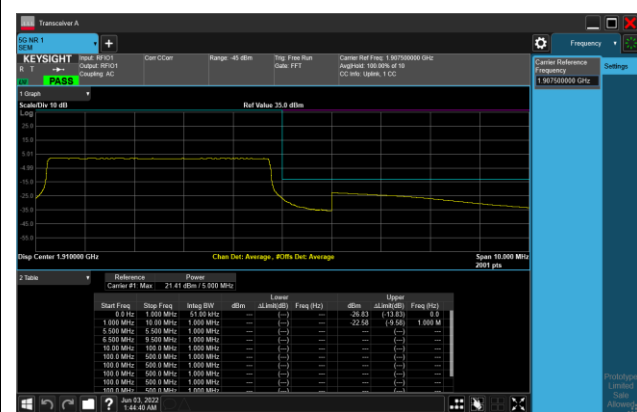 Transceiver A
5G NR 1
SEM
+
Frequency
KEYSIGHT Input: RFIO1 Corr CCorr Range: -45 dBm Trig: Free Run Carrier Ref Freq: 1.907500000 GHz
R T Output: RFIO1 Gate: FFT Avg|Hold: 100.00% of 10
PASS Coupling: AC CC Info: Uplink, 1 CC
Carrier Reference
Frequency
1.907500000 GHz
Settings
1 Graph
Scale/Div 10 dB Ref Value 35.0 dBm
Log
25.0
15.0
5.01
-4.99
-15.0
-25.0
-35.0
-45.0
-55.0
Disp Center 1.910000 GHz Chan Det: Average, #Offs Det: Average Span 10.000 MHz
2001 pts
2 Table
Reference Power
Carrier #1: Max 21.41 dBm / 5.000 MHz
Lower Upper
Start Freq Stop Freq Integ BW dBm ΔLimit(dB) Freq (Hz) dBm ΔLimit(dB) Freq (Hz)
0.0 Hz 1.000 MHz 51.00 kHz --- (---) --- -26.83 (-13.83) 0.0
1.000 MHz 10.00 MHz 1.000 MHz --- (---) --- -22.58 (-9.58) 1.000 M
5.500 MHz 5.500 MHz 1.000 MHz --- (---) --- --- (---) ---
6.500 MHz 9.500 MHz 1.000 MHz --- (---) --- --- (---) ---
10.00 MHz 100.0 MHz 1.000 MHz --- (---) --- --- (---) ---
100.0 MHz 500.0 MHz 1.000 MHz --- (---) --- --- (---) ---
100.0 MHz 500.0 MHz 1.000 MHz --- (---) --- --- (---) ---
100.0 MHz 500.0 MHz 1.000 MHz --- (---) --- --- (---) ---
100.0 MHz 500.0 MHz 1.000 MHz --- (---) --- --- (---) ---
Prototype
Limited
Sale
Allowed
? Jun 03, 2022
1:44:40 AM